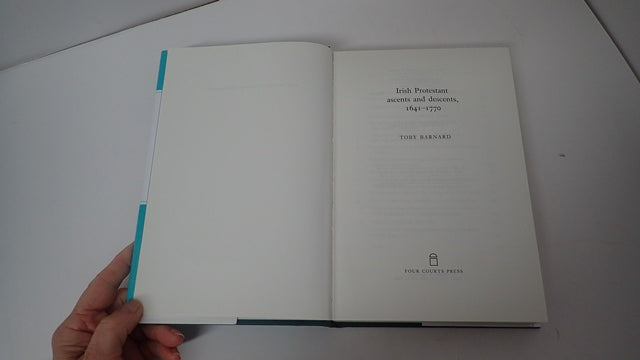 Irish Protestant
ascents and descents,
1641–1770
TOBY BARNARD
FOUR COURTS PRESS